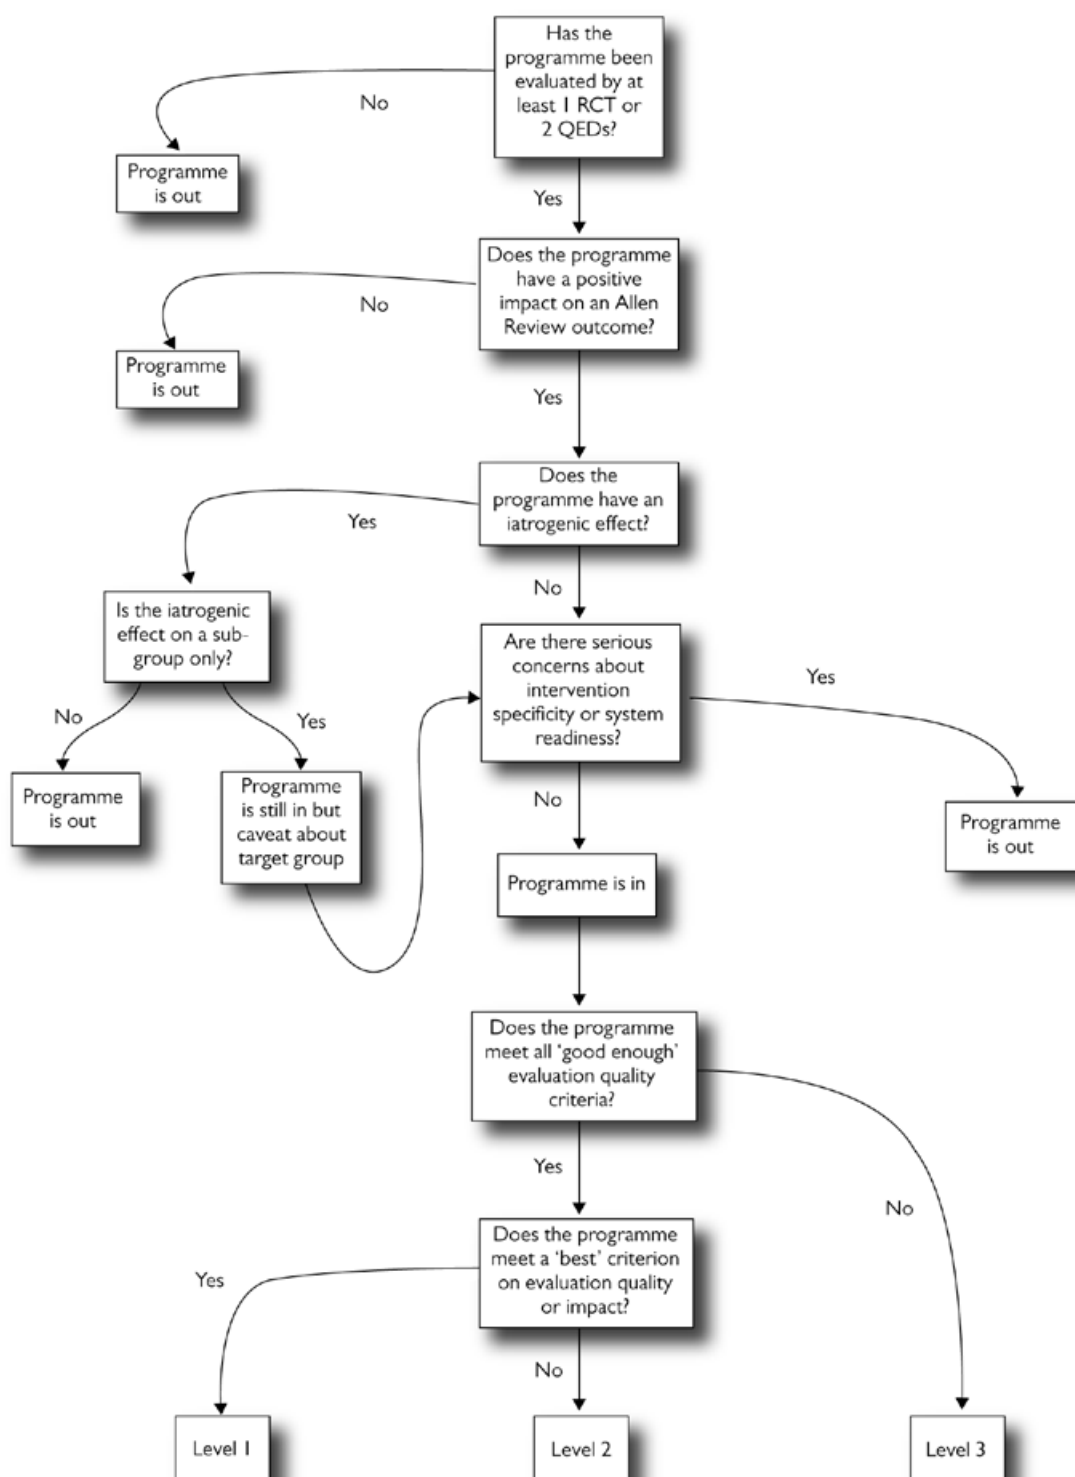 Has the
programme been
evaluated by at
least 1 RCT or
2 QEDs?
No
Programme
is out
Yes
Does the programme
have a positive
impact on an Allen
Review outcome?
No
Programme
is out
Yes
Does the
programme have an
iatrogenic effect?
Yes
No
Is the iatrogenic
effect on a sub-
group only?
Are there serious
concerns about
intervention
specificity or system
readiness?
Yes
No
Yes
Programme
is out
Programme
is still in but
caveat about
target group
No
Programme
is out
Programme is in
Does the programme
meet all ‘good enough’
evaluation quality
criteria?
Yes
No
Does the programme
meet a ‘best’ criterion
on evaluation quality
or impact?
Yes
No
Level 1
Level 2
Level 3